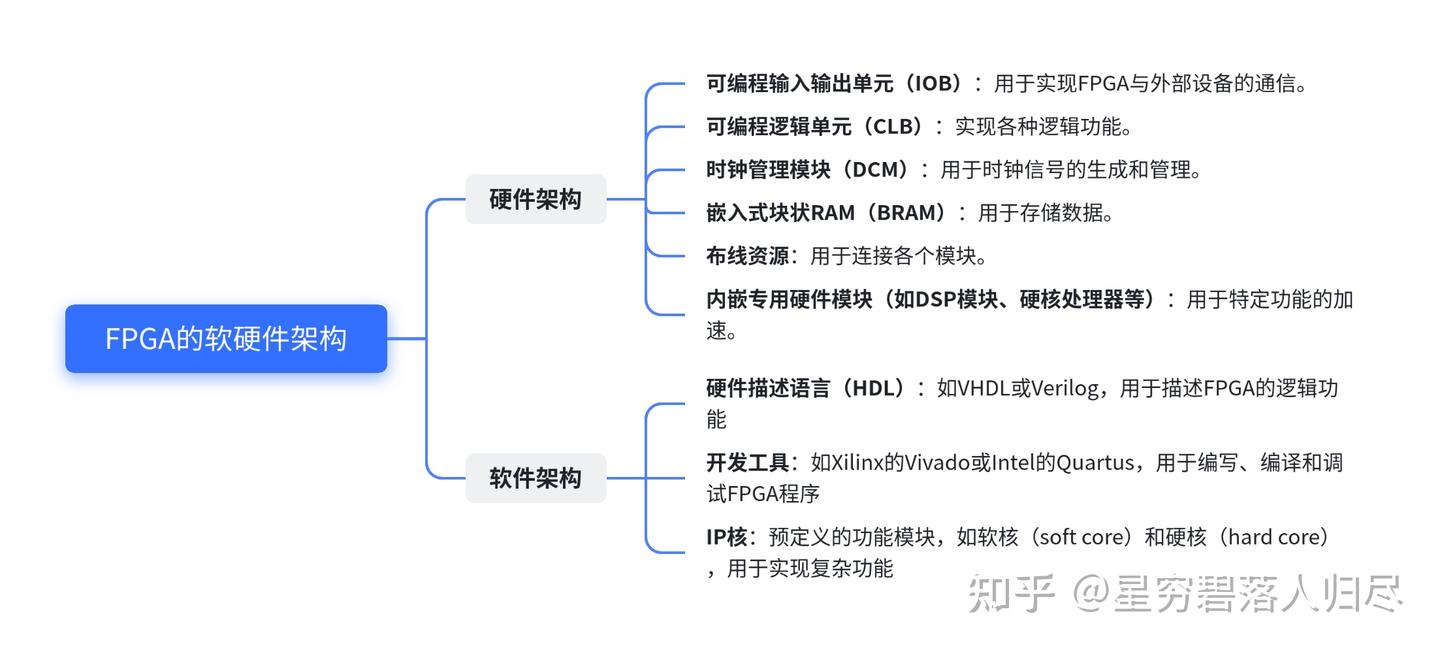 FPGA的软硬件架构
硬件架构
可编程输入输出单元（IOB）：用于实现FPGA与外部设备的通信。
可编程逻辑单元（CLB）：实现各种逻辑功能。
时钟管理模块（DCM）：用于时钟信号的生成和管理。
嵌入式块状RAM（BRAM）：用于存储数据。
布线资源：用于连接各个模块。
内嵌专用硬件模块（如DSP模块、硬核处理器等）：用于特定功能的加
速。
软件架构
硬件描述语言（HDL）：如VHDL或Verilog，用于描述FPGA的逻辑功
能
开发工具：如Xilinx的Vivado或Intel的Quartus，用于编写、编译和调
试FPGA程序
IP核：预定义的功能模块，如软核（soft core）和硬核（hard core）
，用于实现复杂功能
知乎 @星穷碧落人归尽